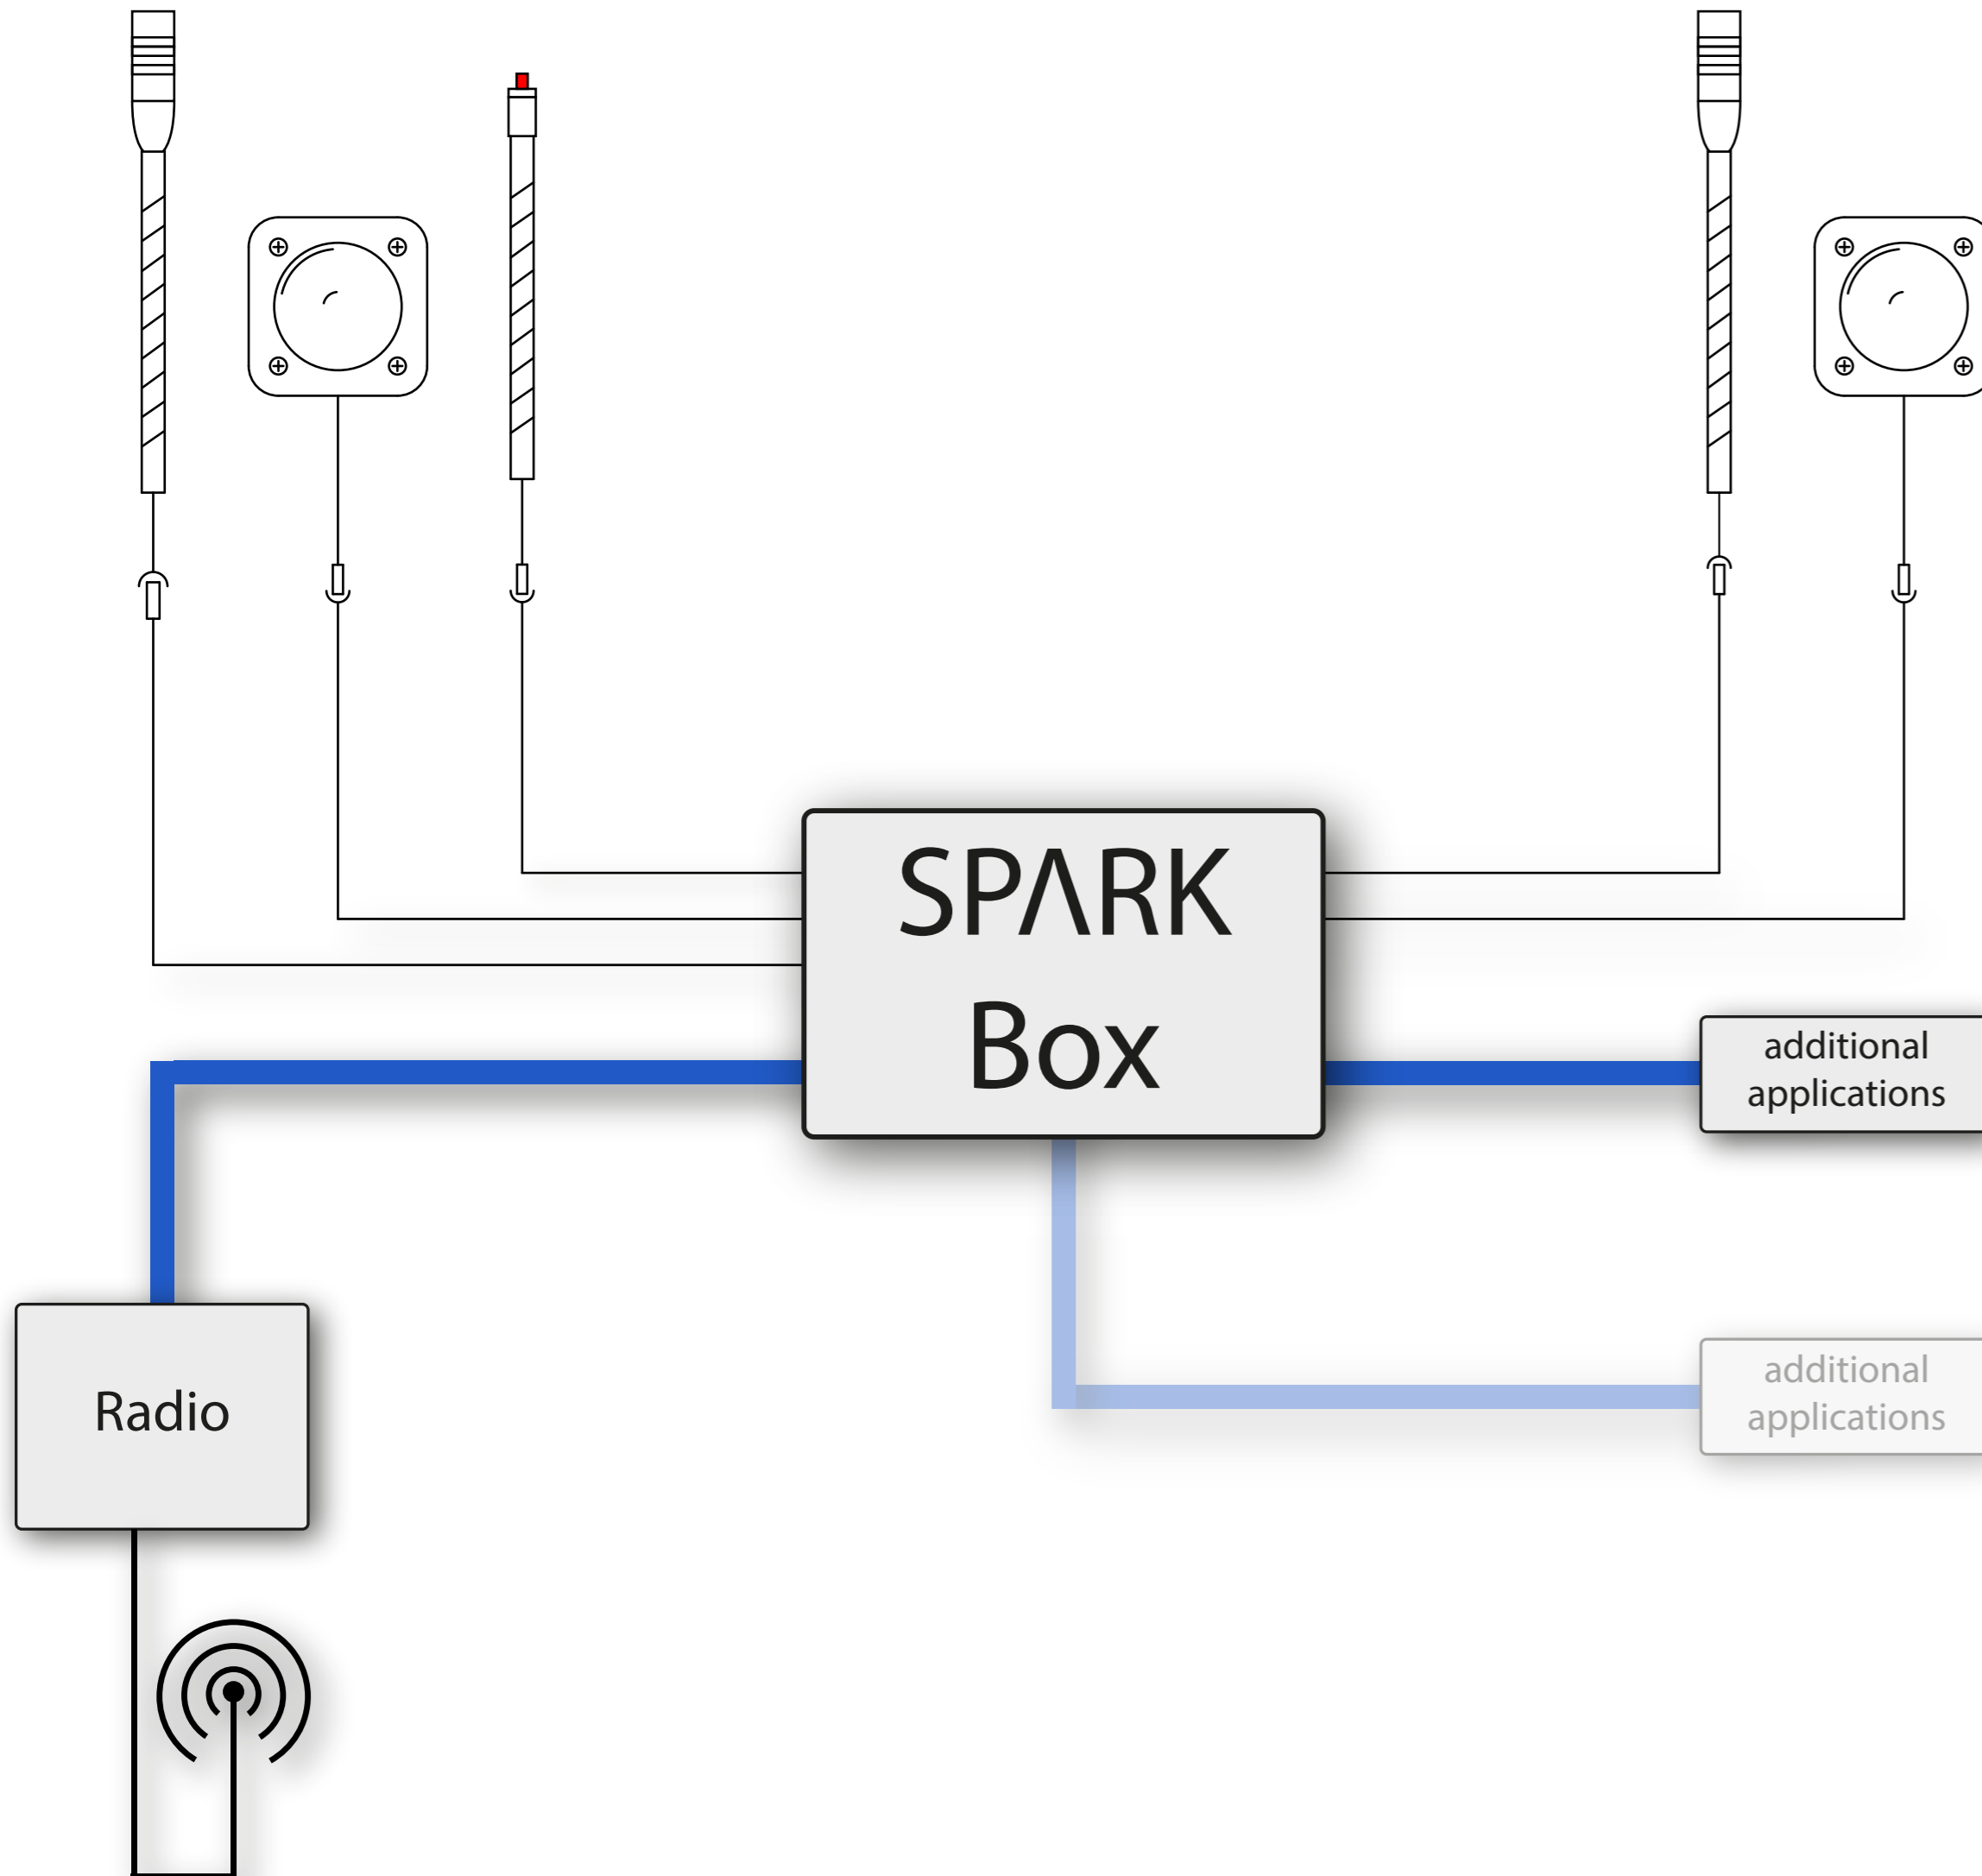 SPΛRK
Box
additional
applications
additional
applications
Radio